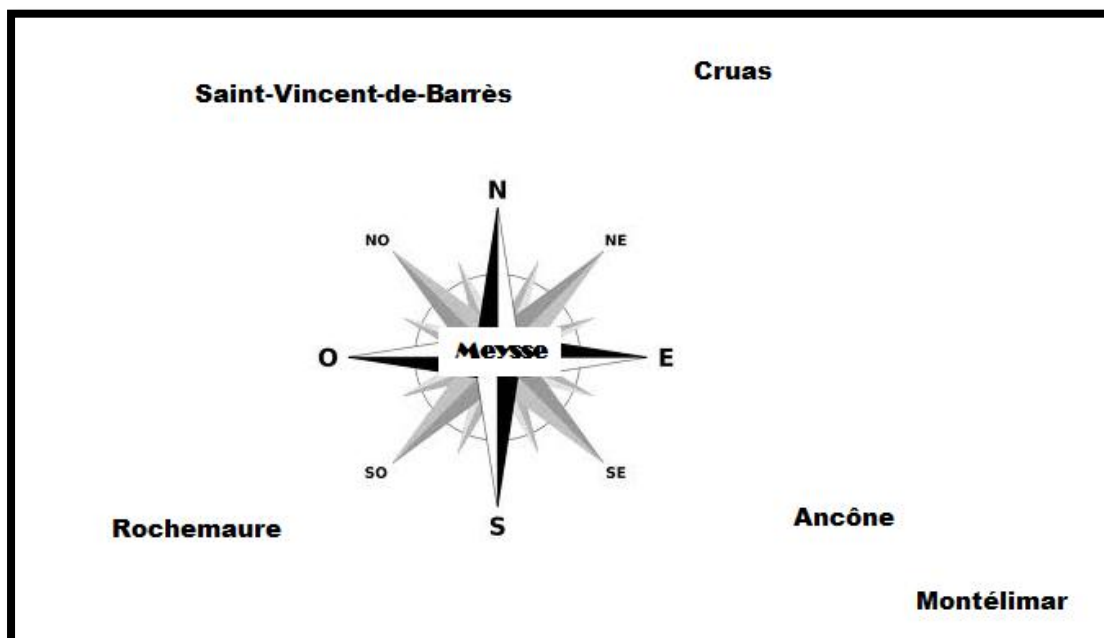 Cruas
Saint-Vincent-de-Barrès
N
NO
NE
O
Meysse
E
SO
SE
Rochemaure
S
Ancône
Montélimar